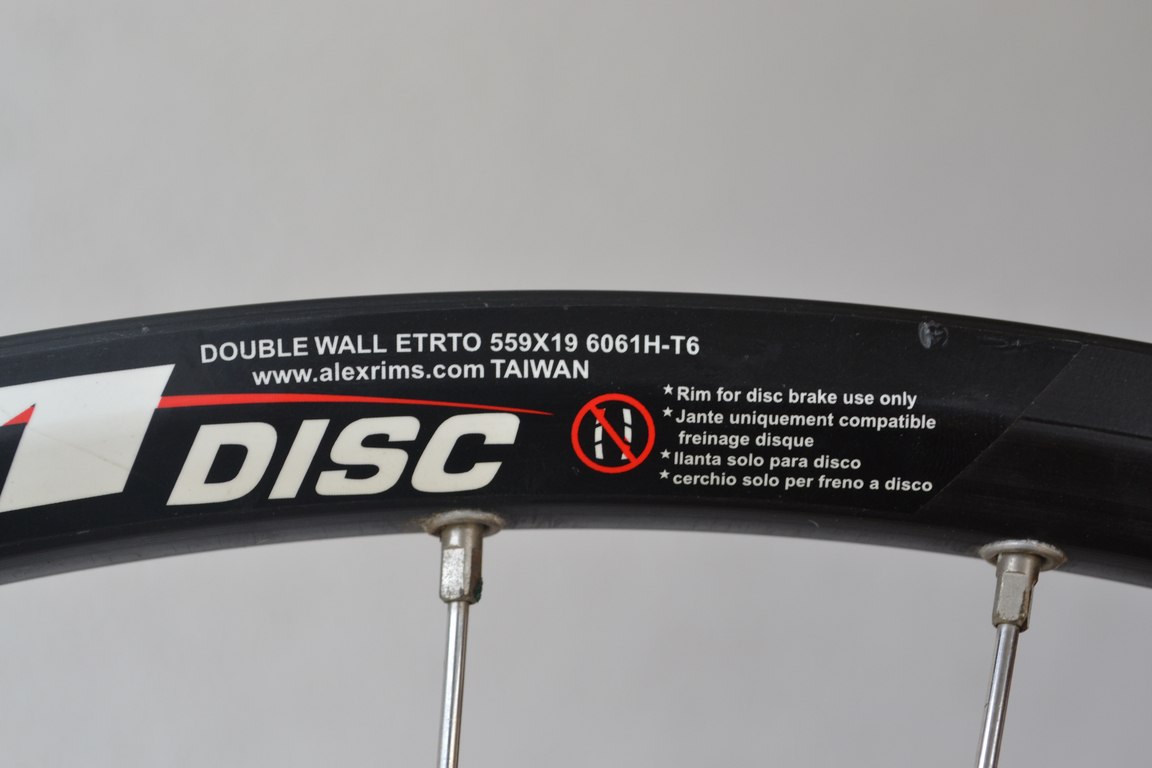 DOUBLE WALL ETRTO 559X19 6061H-T6
www.alexrims.com TAIWAN
DISC
★Rim for disc brake use only
★Jante uniquement compatible
freinage disque
★llanta solo para disco
★cerchio solo per freno a disco